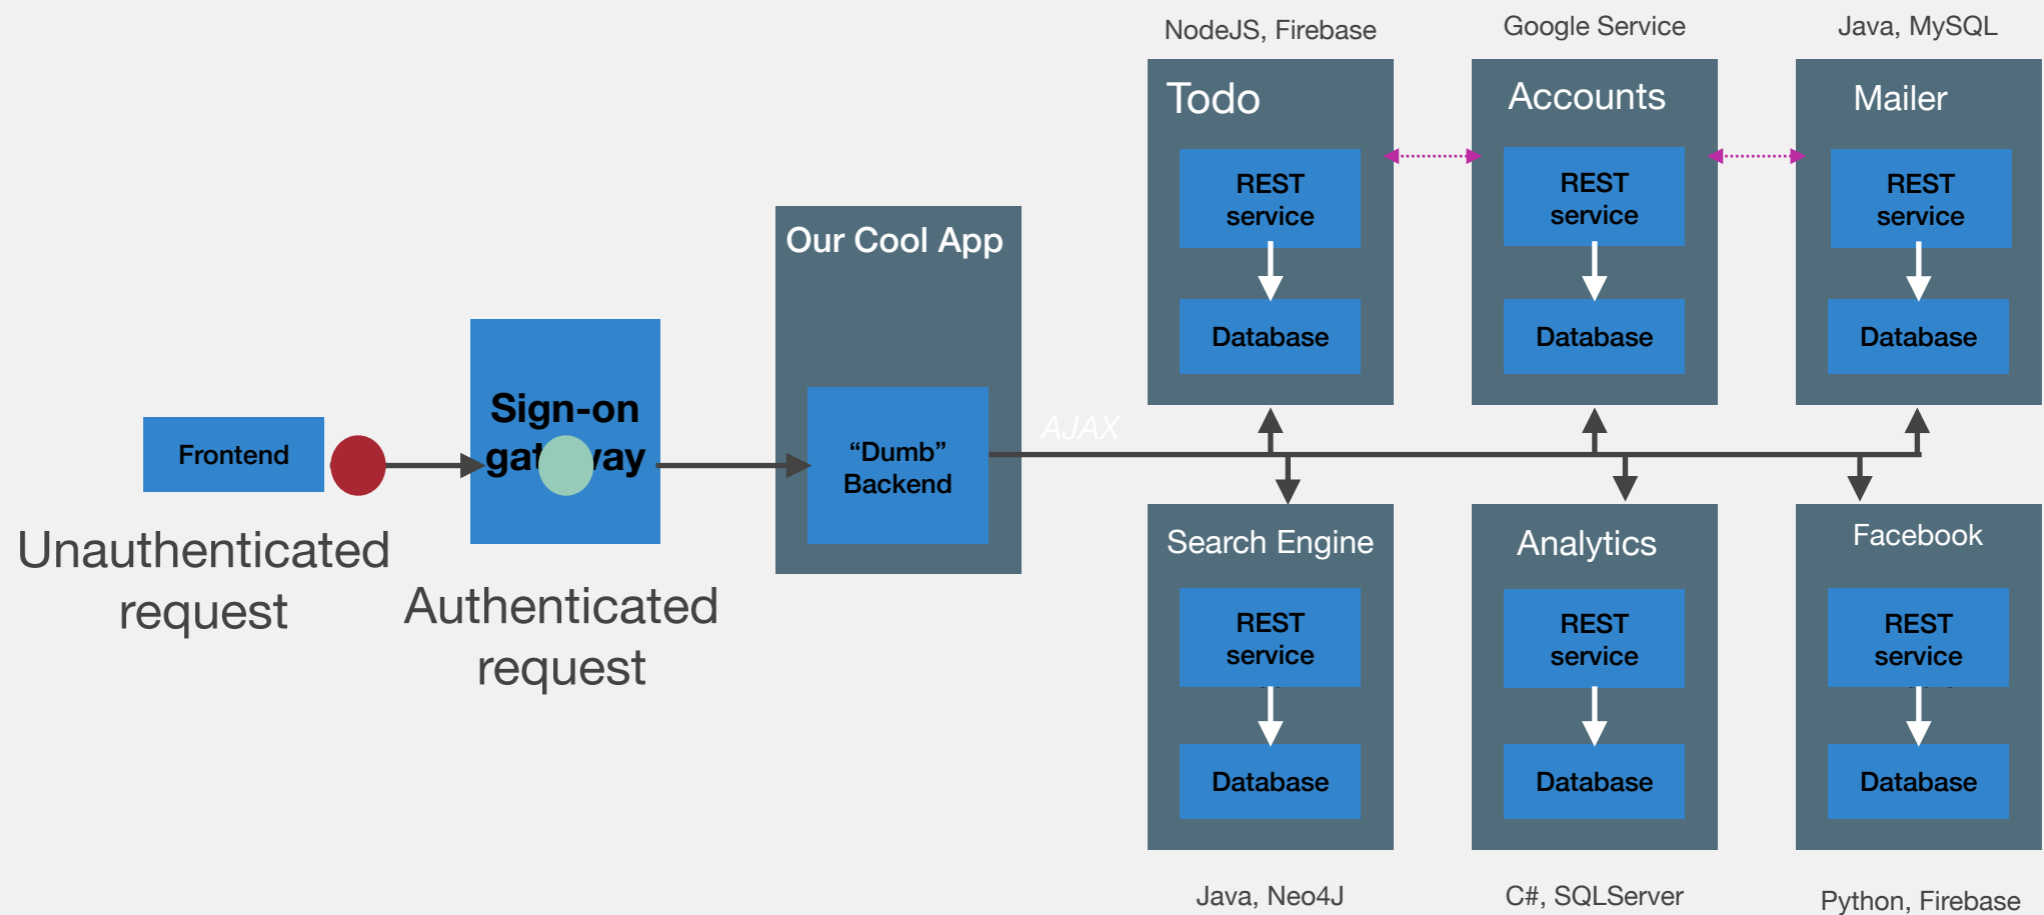 NodeJS, Firebase
Google Service
Java, MySQL
Todo
Accounts
Mailer
REST
service
REST
service
REST
service
Database
Database
Database
Our Cool App
Frontend
Sign-on
gateway
"Dumb"
Backend
AJAX
Unauthenticated
request
Authenticated
request
Search Engine
Analytics
Facebook
REST
service
REST
service
REST
service
Database
Database
Database
Java, Neo4J
C#, SQLServer
Python, Firebase